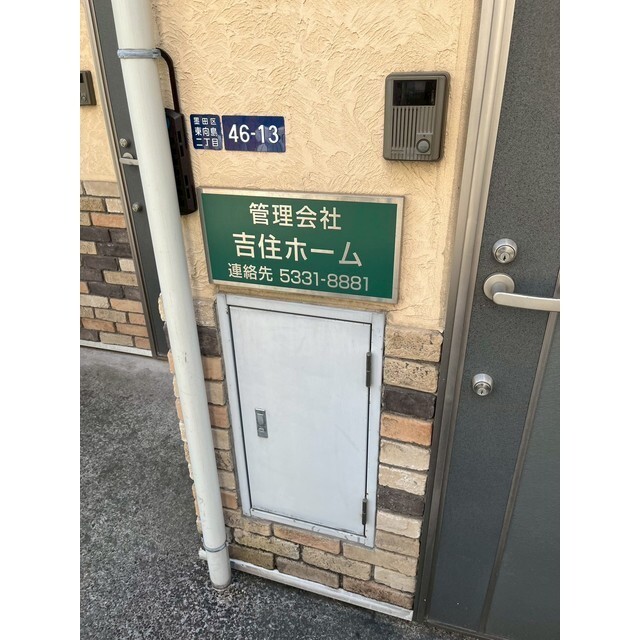 墨田区
東向島
二丁目
46-13
管理会社
吉住ホーム
連絡先 5331-8881